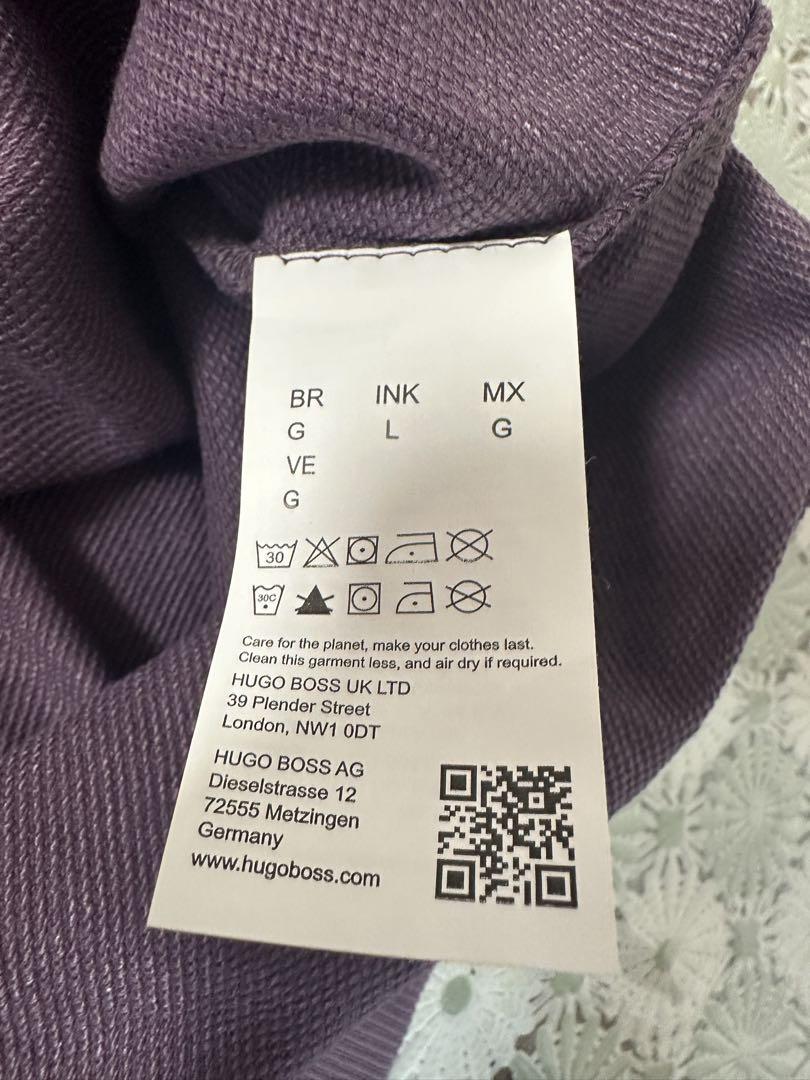 BR INK MX
G L G
VE
G
30
30C
Care for the planet, make your clothes last.
Clean this garment less, and air dry if required.
HUGO BOSS UK LTD
39 Plender Street
London, NW1 0DT
HUGO BOSS AG
Dieselstrasse 12
72555 Metzingen
Germany
www.hugoboss.com